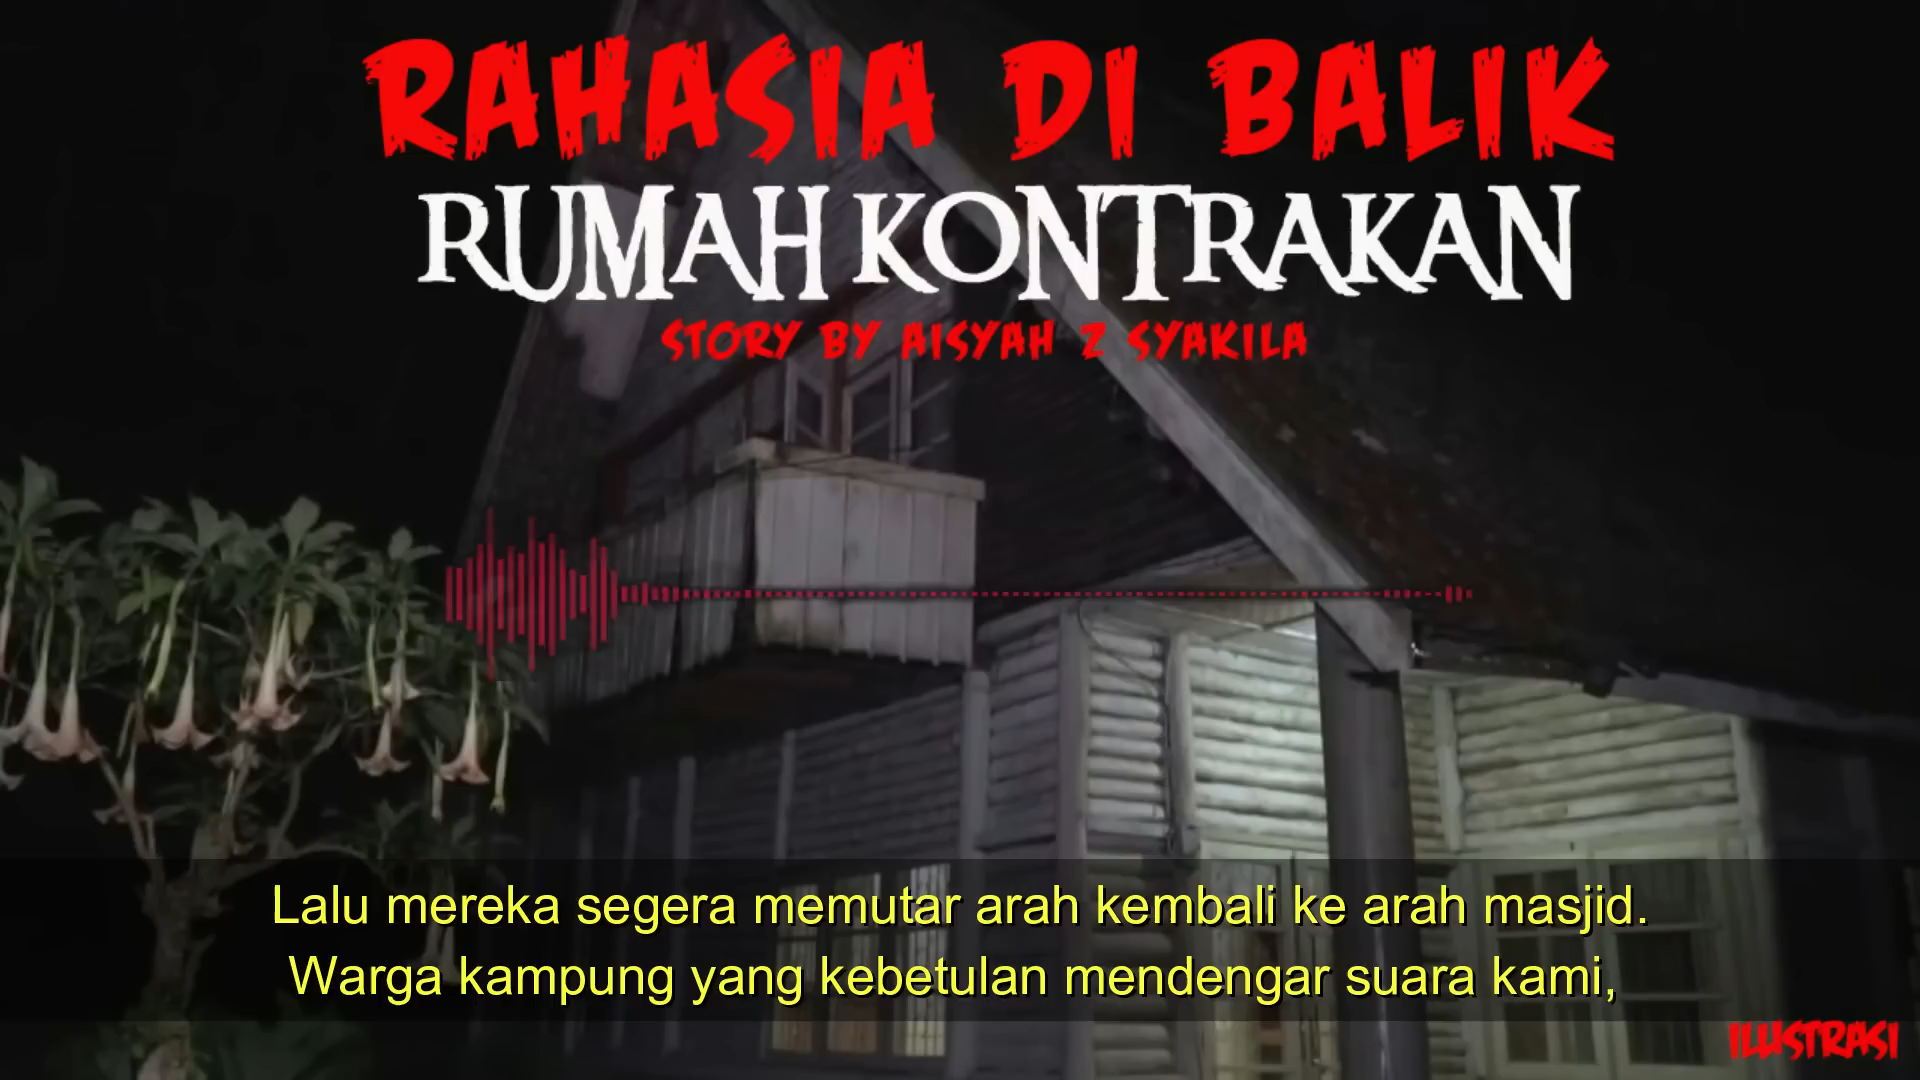 RAHASIA DI BALIK
RUMAH KONTRAKAN
STORY BY AISYAH Z SYAKILA
Lalu mereka segera memutar arah kembali ke arah masjid.
Warga kampung yang kebetulan mendengar suara kami,
ILUSTRASI